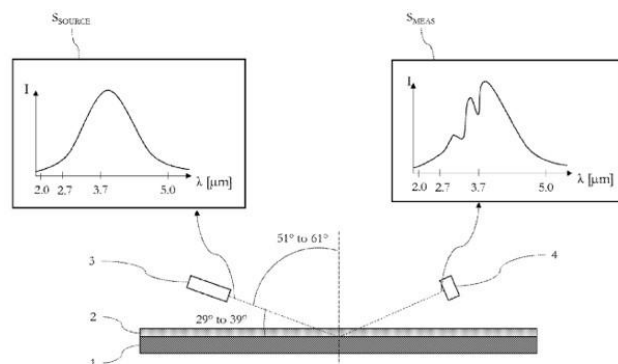 S_SOURCE
S_MEAS
I
λ [μm]
2.0 2.7 3.7 5.0
I
λ [μm]
2.0 2.7 3.7 5.0
51° to 61°
3
4
2
29° to 39°
1